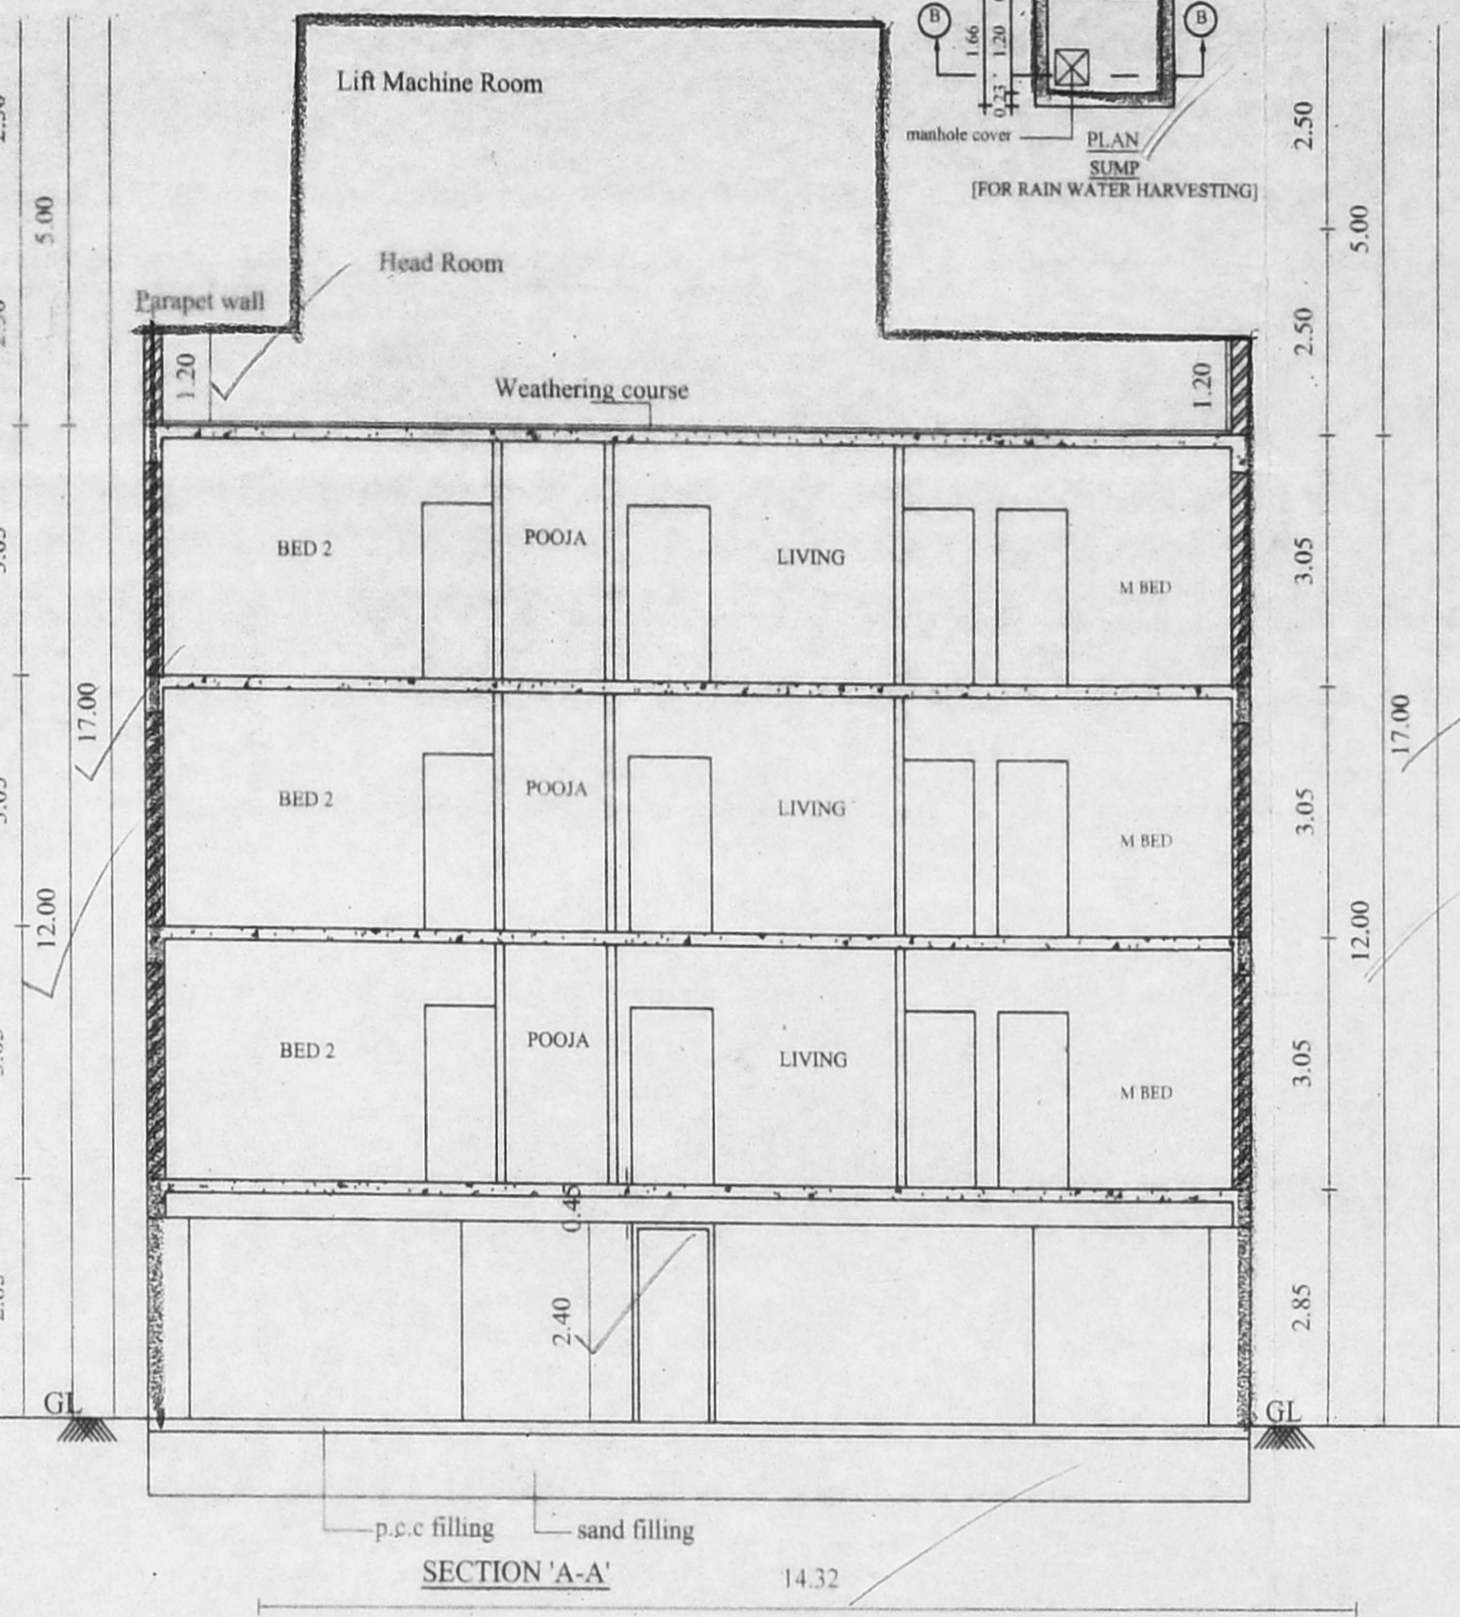 B
B
1.66
1.20
0.23
Lift Machine Room
manhole cover
PLAN
SUMP
[FOR RAIN WATER HARVESTING]
2.50
5.00
5.00
Head Room
Parapet wall
2.50
1.20
Weathering course
1.20
BED 2
POOJA
LIVING
M BED
3.05
17.00
17.00
BED 2
POOJA
LIVING
M BED
3.05
12.00
12.00
BED 2
POOJA
LIVING
M BED
3.05
0.45
2.40
2.85
GL
GL
p.c.c filling
sand filling
SECTION 'A-A'
14.32